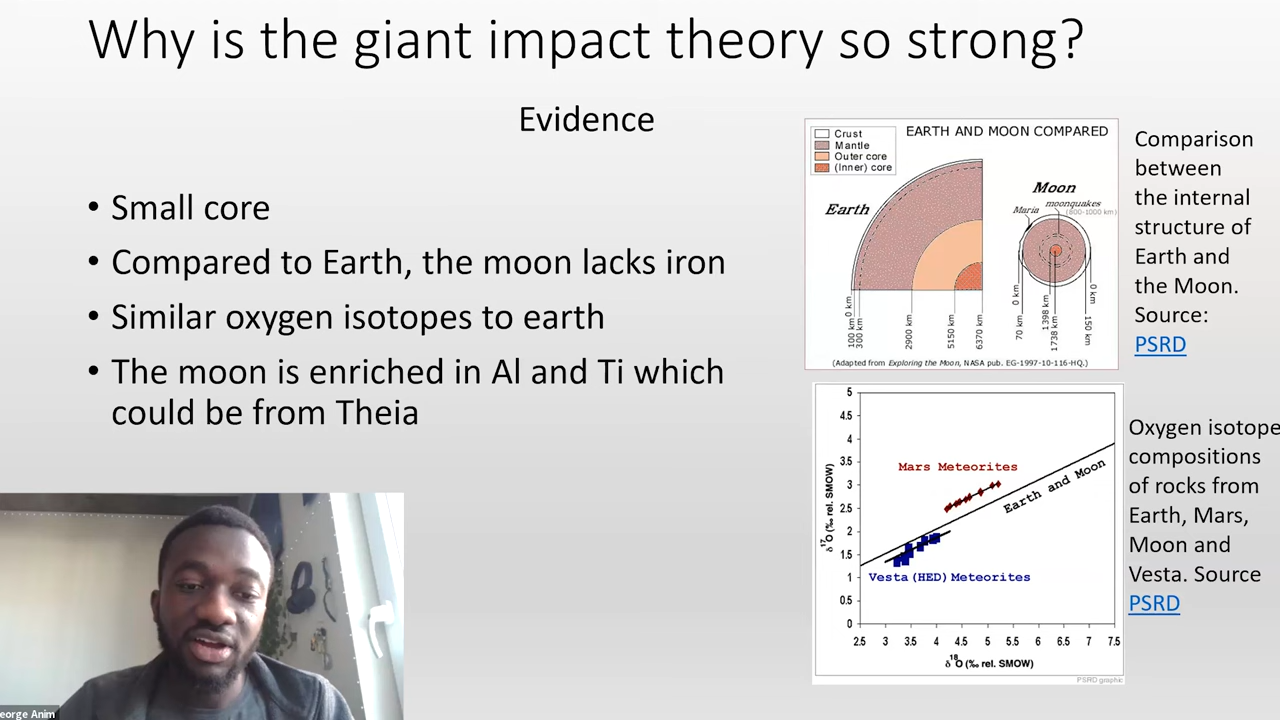 Why is the giant impact theory so strong?
Evidence
• Small core
• Compared to Earth, the moon lacks iron
• Similar oxygen isotopes to earth
• The moon is enriched in Al and Ti which
could be from Theia
EARTH AND MOON COMPARED
Crust
Mantle
Outer core
(Inner) core
Earth
Moon
Maria
moonquakes
(800-1000 km)
0 km
100 km
300 km
2900 km
5150 km
6370 km
0 km
70 km
1398 km
1738 km
150 km
0 km
(Adapted from Exploring the Moon, NASA pub. EG-1997-10-116-HQ.)
Comparison
between
the internal
structure of
Earth and
the Moon.
Source:
PSRD
5
4.5
4
3.5
3
2.5
2
1.5
1
0.5
0
δ17O (‰ rel. SMOW)
Mars Meteorites
Earth and Moon
Vesta (HED) Meteorites
2.5 3 3.5 4 4.5 5 5.5 6 6.5 7 7.5
δ18O (‰ rel. SMOW)
PSRD graphic
Oxygen isotope
compositions
of rocks from
Earth, Mars,
Moon and
Vesta. Source
PSRD
eorge Anim